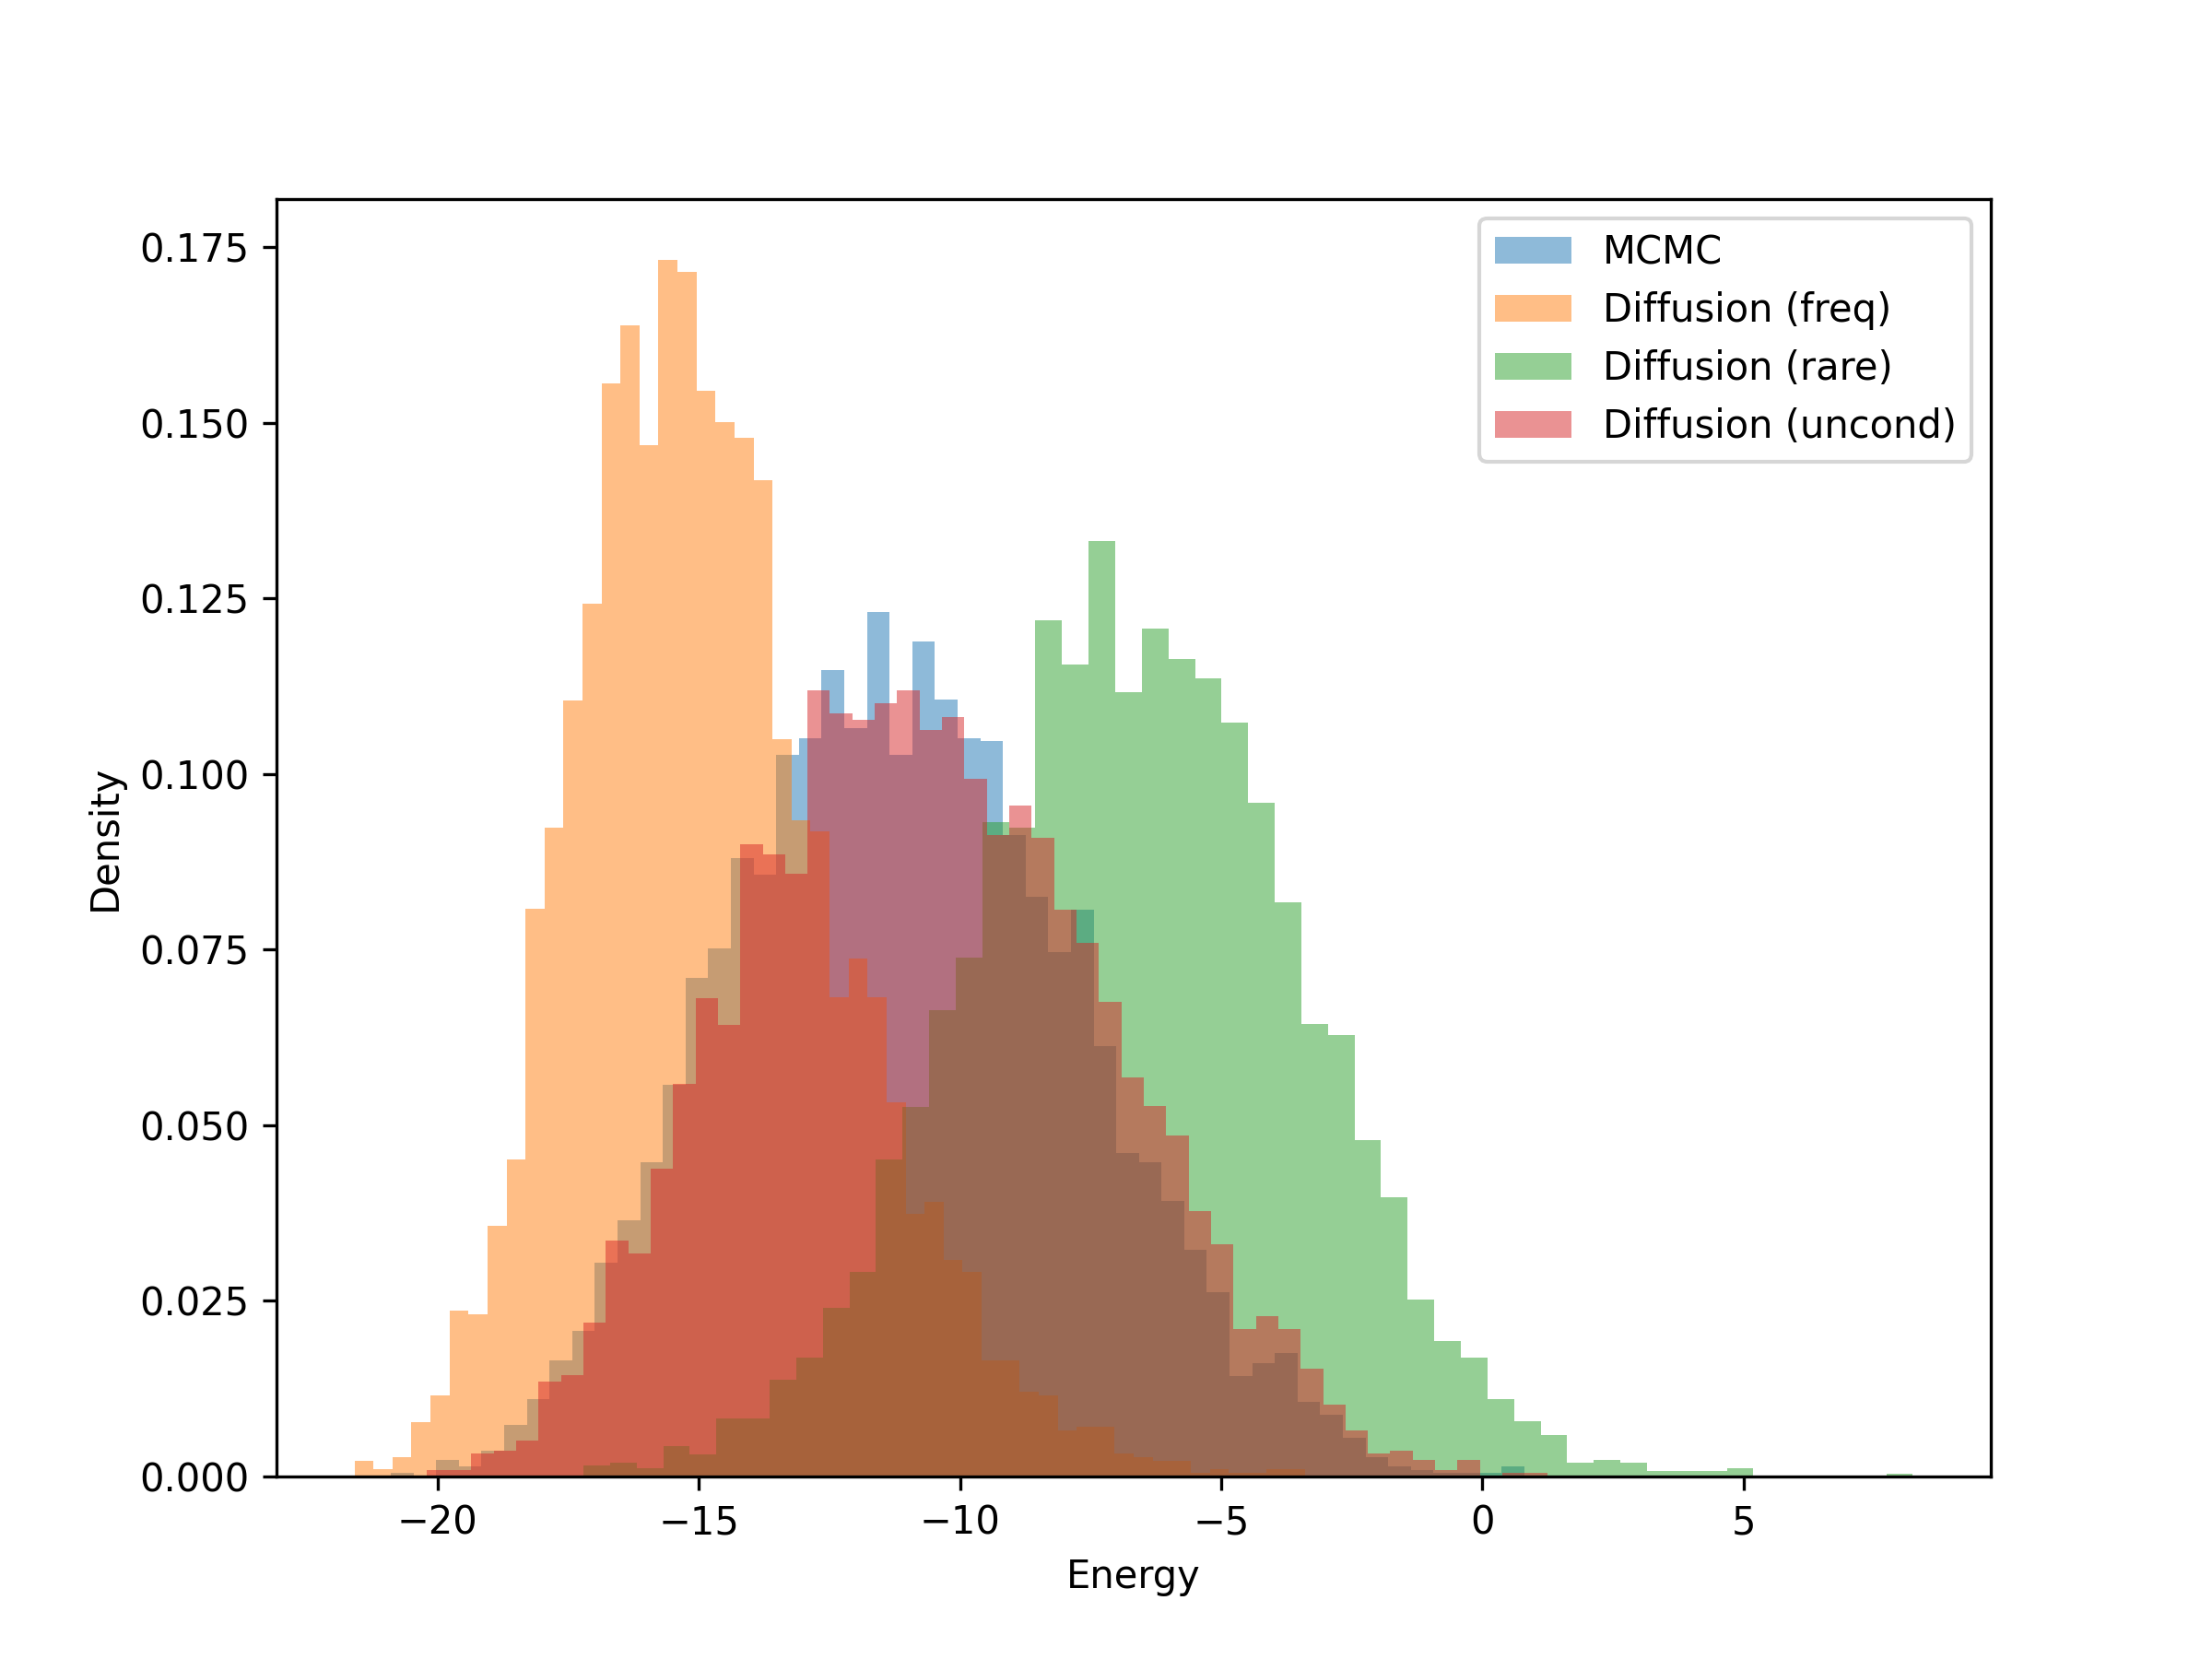 MCMC
Diffusion (freq)
Diffusion (rare)
Diffusion (uncond)
0.175
0.150
0.125
0.100
0.075
0.050
0.025
0.000
Density
−20 −15 −10 −5 0 5
Energy